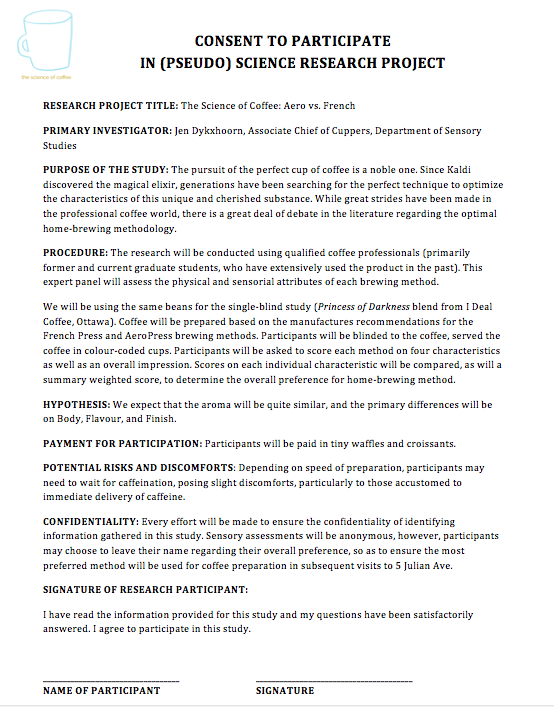 the science of coffee
CONSENT TO PARTICIPATE
IN (PSEUDO) SCIENCE RESEARCH PROJECT
RESEARCH PROJECT TITLE: The Science of Coffee: Aero vs. French
PRIMARY INVESTIGATOR: Jen Dykxhoorn, Associate Chief of Cuppers, Department of Sensory
Studies
PURPOSE OF THE STUDY: The pursuit of the perfect cup of coffee is a noble one. Since Kaldi
discovered the magical elixir, generations have been searching for the perfect technique to optimize
the characteristics of this unique and cherished substance. While great strides have been made in
the professional coffee world, there is a great deal of debate in the literature regarding the optimal
home-brewing methodology.
PROCEDURE: The research will be conducted using qualified coffee professionals (primarily
former and current graduate students, who have extensively used the product in the past). This
expert panel will assess the physical and sensorial attributes of each brewing method.
We will be using the same beans for the single-blind study (Princess of Darkness blend from I Deal
Coffee, Ottawa). Coffee will be prepared based on the manufactures recommendations for the
French Press and AeroPress brewing methods. Participants will be blinded to the coffee, served the
coffee in colour-coded cups. Participants will be asked to score each method on four characteristics
as well as an overall impression. Scores on each individual characteristic will be compared, as will a
summary weighted score, to determine the overall preference for home-brewing method.
HYPOTHESIS: We expect that the aroma will be quite similar, and the primary differences will be
on Body, Flavour, and Finish.
PAYMENT FOR PARTICIPATION: Participants will be paid in tiny waffles and croissants.
POTENTIAL RISKS AND DISCOMFORTS: Depending on speed of preparation, participants may
need to wait for caffeination, posing slight discomforts, particularly to those accustomed to
immediate delivery of caffeine.
CONFIDENTIALITY: Every effort will be made to ensure the confidentiality of identifying
information gathered in this study. Sensory assessments will be anonymous, however, participants
may choose to leave their name regarding their overall preference, so as to ensure the most
preferred method will be used for coffee preparation in subsequent visits to 5 Julian Ave.
SIGNATURE OF RESEARCH PARTICIPANT:
I have read the information provided for this study and my questions have been satisfactorily
answered. I agree to participate in this study.
NAME OF PARTICIPANT SIGNATURE